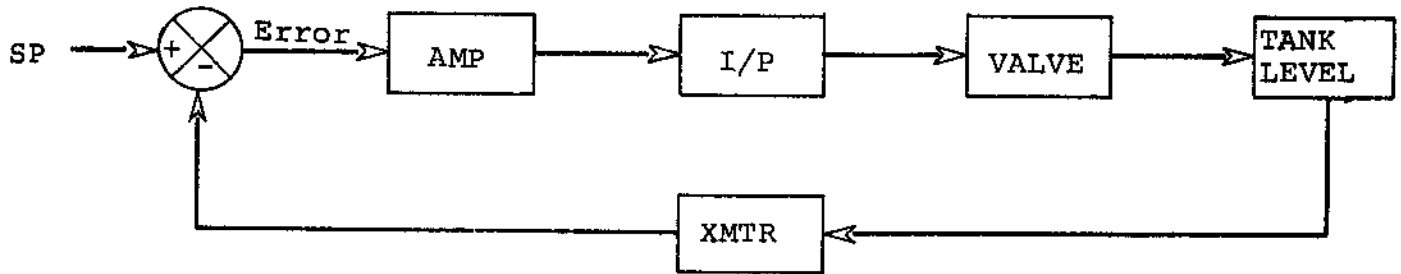 SP
+
-
Error
AMP
I/P
VALVE
TANK
LEVEL
XMTR